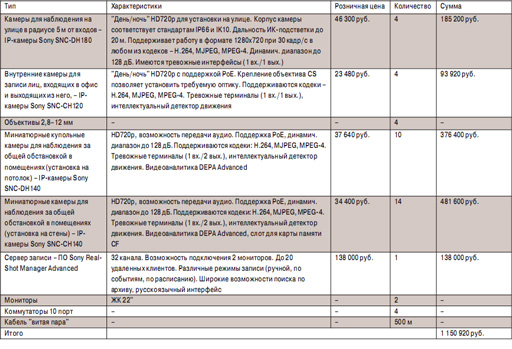 Тип Характеристики Розничная цена Количество Сумма
Камеры для наблюдения на "День/ночь" HD720p для установки на улице. Корпус камеры 46 300 руб. 4 185 200 руб.
улице в радиусе 5 м от входов – соответствует стандартам IP66 и IK10. Дальность ИК-подсветки до
IP-камеры Sony SNC-DH180 20 м. Поддерживает работу в формате 1280x720 при 30 кадр/с в
любом из кодеков – H.264, MJPEG, MPEG-4. Динамич. диапазон до
128 дБ. Имеются тревожные интерфейсы (1 вх./1 вых.)
Внутренние камеры для "День/ночь" HD720p с поддержкой PoE. Крепление объектива CS 23 480 руб. 4 93 920 руб.
записи лиц, входящих в офис позволяет установить требуемую оптику. Поддерживаются кодеки –
и выходящих из него, – IP- H.264, MJPEG, MPEG-4. Тревожные терминалы (1 вх./1 вых.),
камеры Sony SNC-CH120 интеллектуальный детектор движения
Объективы 2,8–12 мм – – 4 –
Миниатюрные купольные HD720p, возможность передачи аудио. Поддержка PoE, динамич. 37 640 руб. 10 376 400 руб.
камеры для наблюдения за диапазон до 128 дБ. Поддерживаются кодеки: H.264, MJPEG, MPEG-4.
общей обстановкой в Тревожные терминалы (1 вх./2 вых.), интеллектуальный детектор
помещениях (установка на движения. Видеоаналитика DEPA Advanced
потолок) – IP-камеры Sony
SNC-DH140
Миниатюрные камеры для HD720p, возможность передачи аудио. Поддержка PoE, динамич. 34 400 руб. 14 481 600 руб.
наблюдения за общей диапазон до 128 дБ. Поддерживаются кодеки: H.264, MJPEG, MPEG-4.
обстановкой в помещениях Тревожные терминалы (1 вх./2 вых.), интеллектуальный детектор
(установка на стены) – IP- движения. Видеоаналитика DEPA Advanced, слот для карты памяти
камеры Sony SNC-CH140 CF
Сервер записи – ПО Sony Real- 32 канала. Возможность подключения 2 мониторов. До 20 138 000 руб. 1 138 000 руб.
Shot Manager Advanced удаленных клиентов. Различные режимы записи (ручной, по
событиям, по расписанию). Широкие возможности поиска по
архиву, русскоязычный интерфейс
Мониторы ЖК 22" – 2 –
Коммутаторы 10 порт – – 4 –
Кабель "витая пара" – – 500 м –
Итого 1 150 920 руб.